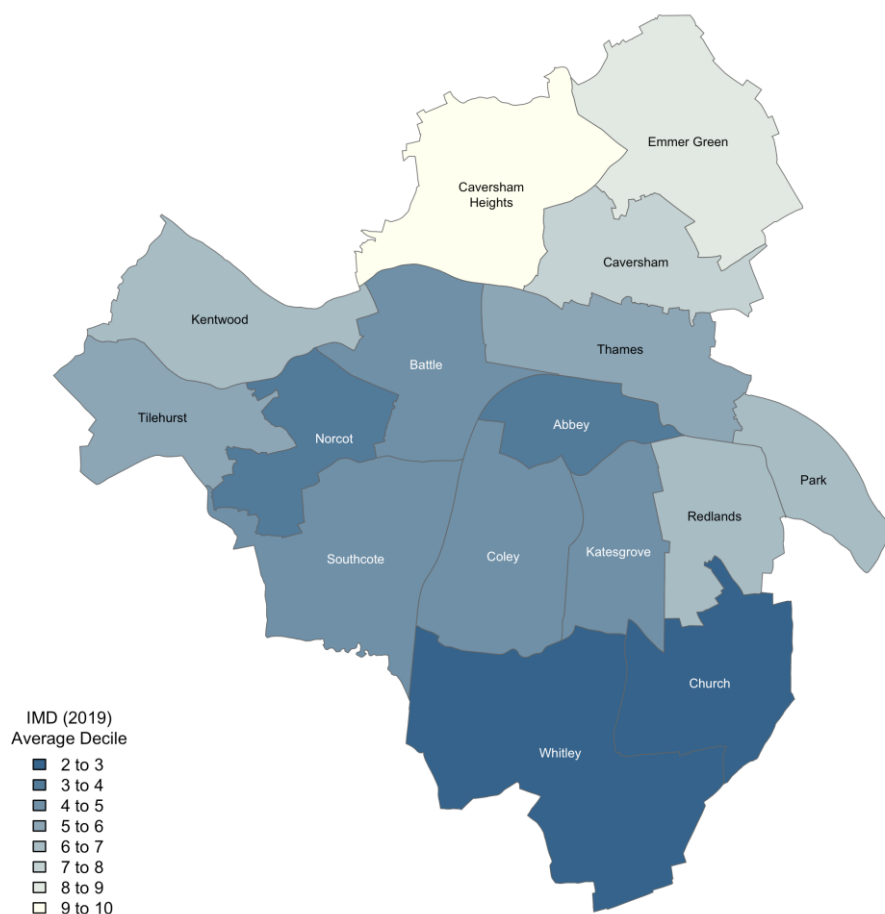 Emmer Green
Caversham
Heights
Caversham
Kentwood
Thames
Battle
Tilehurst
Abbey
Norcot
Park
Redlands
Katesgrove
Coley
Southcote
Church
Whitley
IMD (2019)
Average Decile
2 to 3
3 to 4
4 to 5
5 to 6
6 to 7
7 to 8
8 to 9
9 to 10